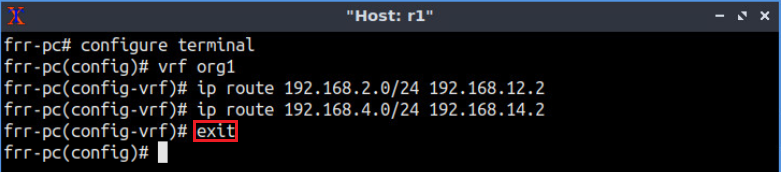 "Host: r1"
frr-pc# configure terminal
frr-pc(config)# vrf org1
frr-pc(config-vrf)# ip route 192.168.2.0/24 192.168.12.2
frr-pc(config-vrf)# ip route 192.168.4.0/24 192.168.14.2
frr-pc(config-vrf)# exit
frr-pc(config)#